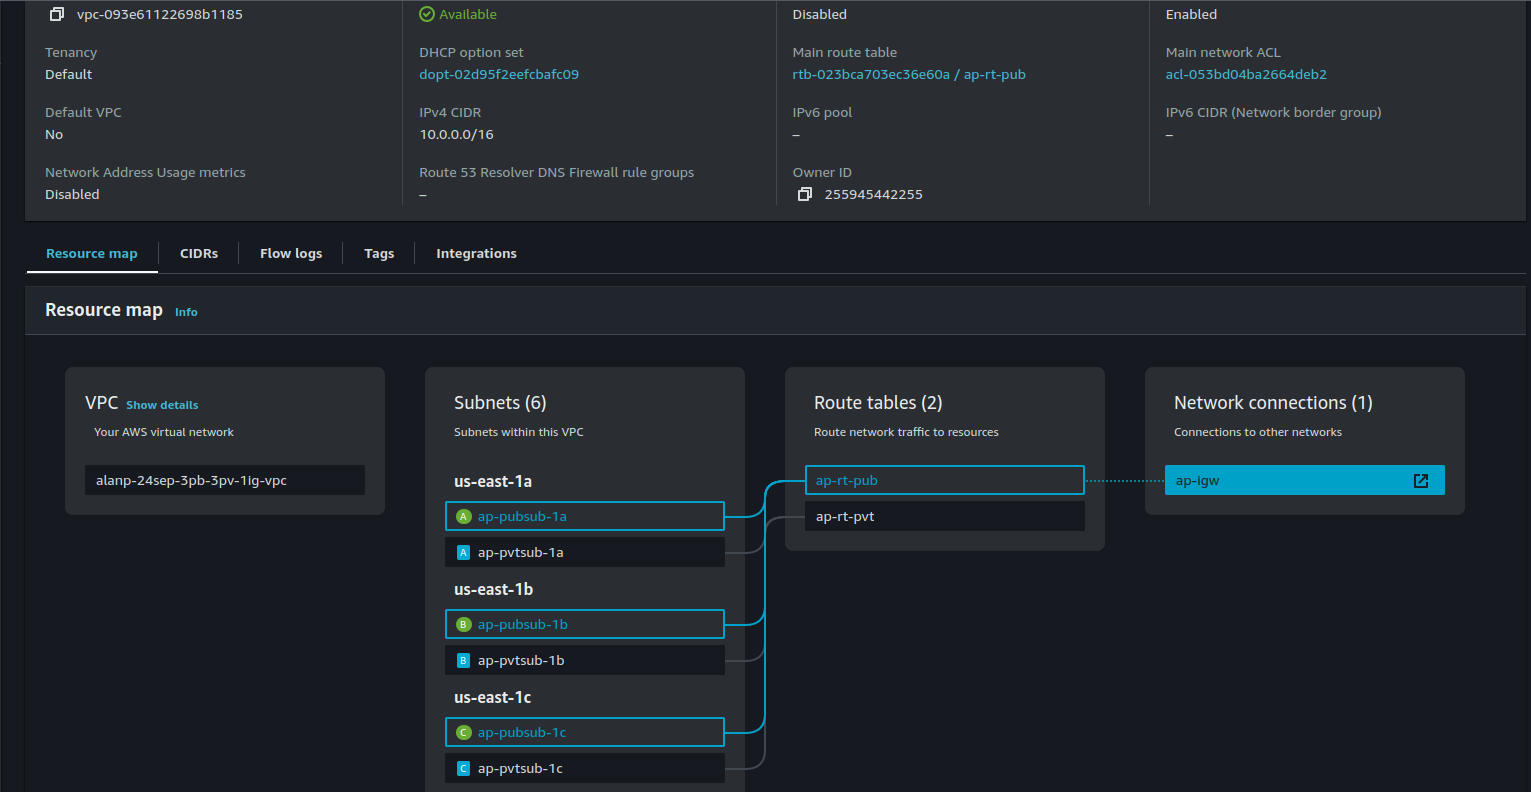 vpc-093e61122698b1185
Available
Disabled
Enabled
Tenancy
Default
DHCP option set
dopt-02d95f2eefcbafc09
Main route table
rtb-023bca703ec36e60a / ap-rt-pub
Main network ACL
acl-053bd04ba2664deb2
Default VPC
No
IPv4 CIDR
10.0.0.0/16
IPv6 pool
–
IPv6 CIDR (Network border group)
–
Network Address Usage metrics
Disabled
Route 53 Resolver DNS Firewall rule groups
–
Owner ID
255945442255
Resource map
CIDRs
Flow logs
Tags
Integrations
Resource map Info
VPC Show details
Your AWS virtual network
alanp-24sep-3pb-3pv-1ig-vpc
Subnets (6)
Subnets within this VPC
us-east-1a
A ap-pubsub-1a
A ap-pvtsub-1a
us-east-1b
B ap-pubsub-1b
B ap-pvtsub-1b
us-east-1c
C ap-pubsub-1c
C ap-pvtsub-1c
Route tables (2)
Route network traffic to resources
ap-rt-pub
ap-rt-pvt
Network connections (1)
Connections to other networks
ap-igw